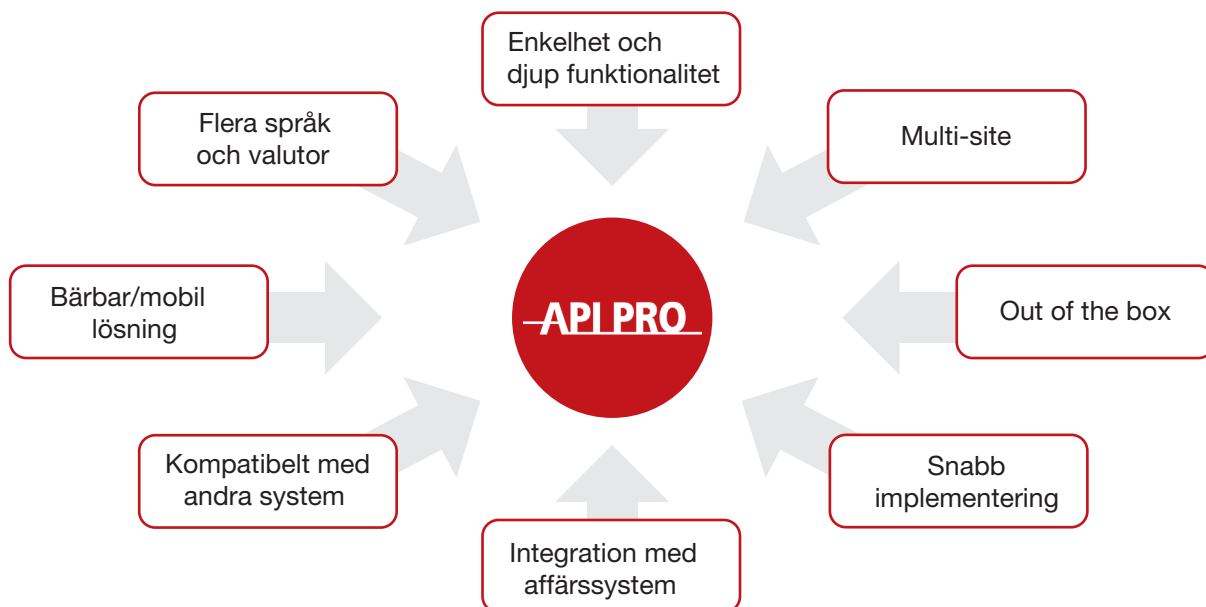 Enkelhet och
djup funktionalitet
Flera språk
och valutor
Multi-site
Bärbar/mobil
lösning
API PRO
Out of the box
Kompatibelt med
andra system
Snabb
implementering
Integration med
affärssystem